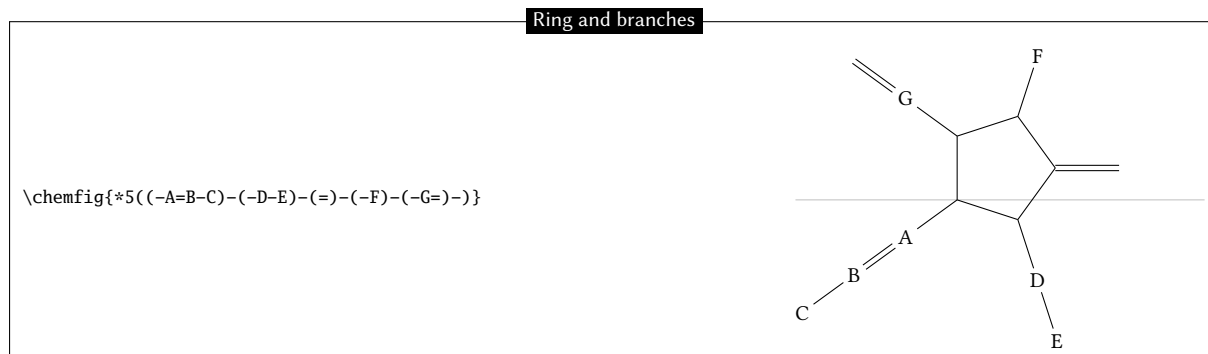 Ring and branches
\chemfig{*5((-A=B-C)-(-D-E)-(=)-(-F)-(-G=)-)}
F
G
A
B
C
D
E